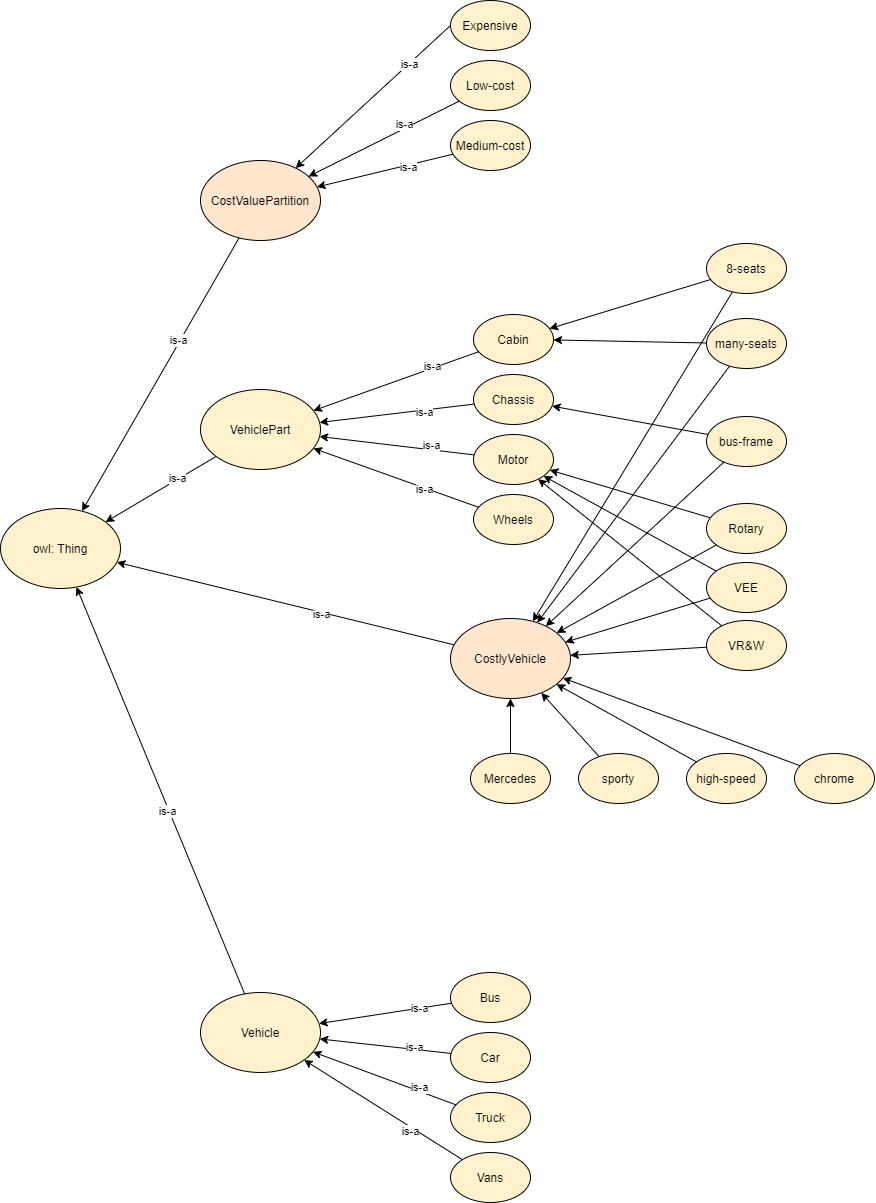 Expensive
is-a
Low-cost
is-a
Medium-cost
is-a
CostValuePartition
8-seats
is-a
Cabin
many-seats
is-a
Chassis
is-a
VehiclePart
bus-frame
is-a
Motor
is-a
is-a
Wheels
Rotary
owl: Thing
VEE
is-a
VR&W
CostlyVehicle
Mercedes
sporty
high-speed
chrome
is-a
Bus
is-a
Vehicle
is-a
Car
is-a
Truck
is-a
Vans